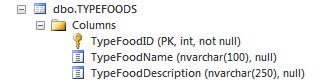 dbo.TYPEFOODS
Columns
TypeFoodID (PK, int, not null)
TypeFoodName (nvarchar(100), null)
TypeFoodDescription (nvarchar(250), null)